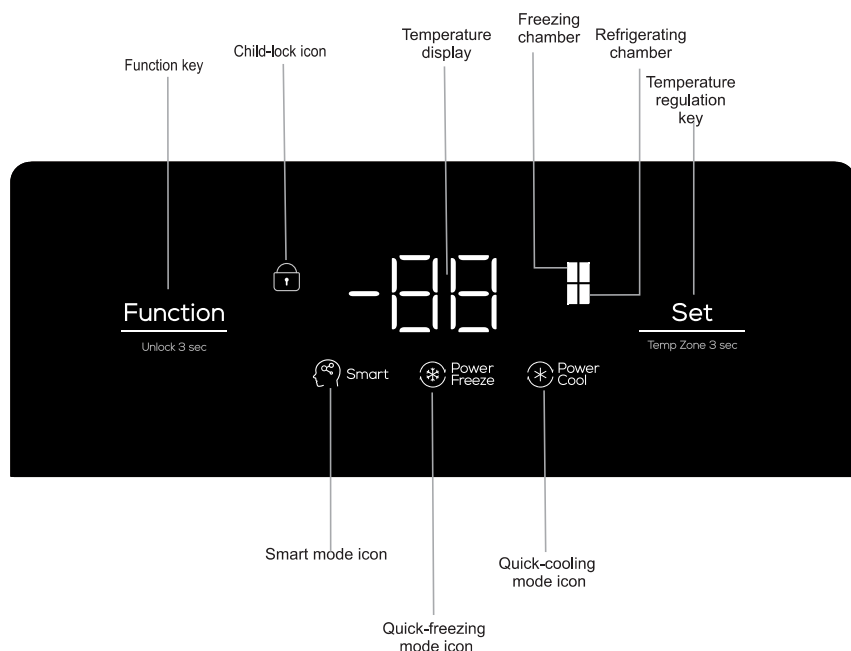 Function key
Child-lock icon
Temperature
display
Freezing
chamber
Refrigerating
chamber
Temperature
regulation
key
-88
Function
Unlock 3 sec
Set
Temp Zone 3 sec
Smart
Power
Freeze
Power
Cool
Smart mode icon
Quick-cooling
mode icon
Quick-freezing
mode icon